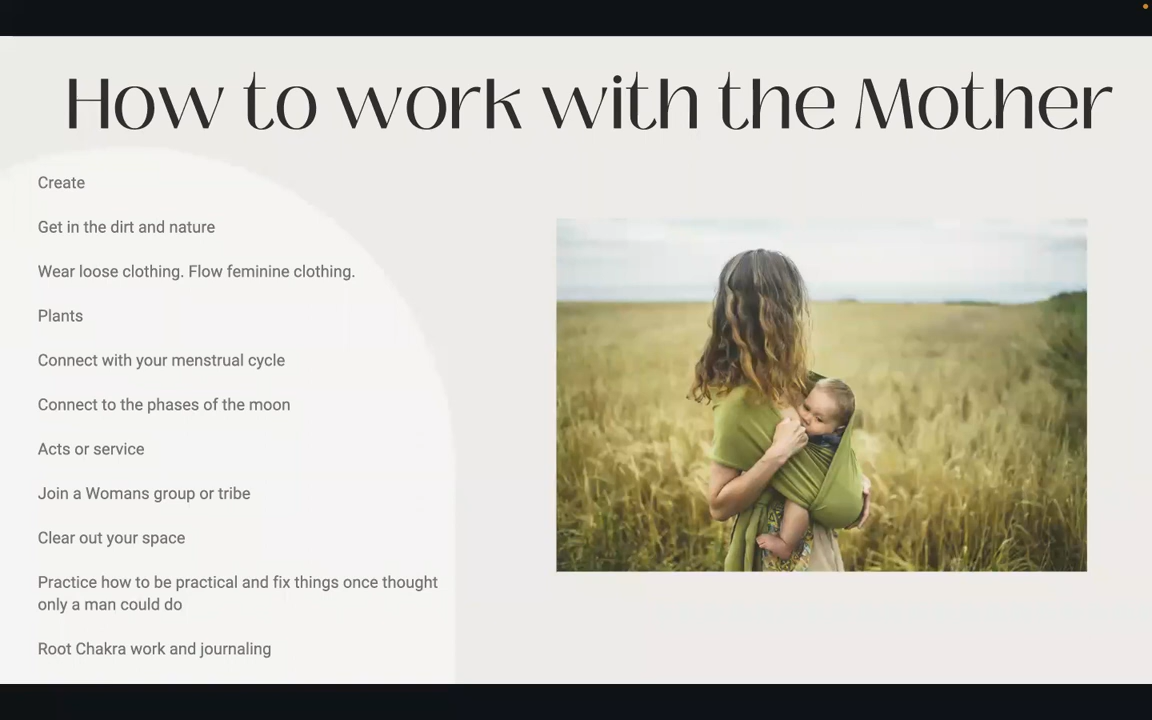 How to work with the Mother
Create
Get in the dirt and nature
Wear loose clothing. Flow feminine clothing.
Plants
Connect with your menstrual cycle
Connect to the phases of the moon
Acts or service
Join a Womans group or tribe
Clear out your space
Practice how to be practical and fix things once thought
only a man could do
Root Chakra work and journaling